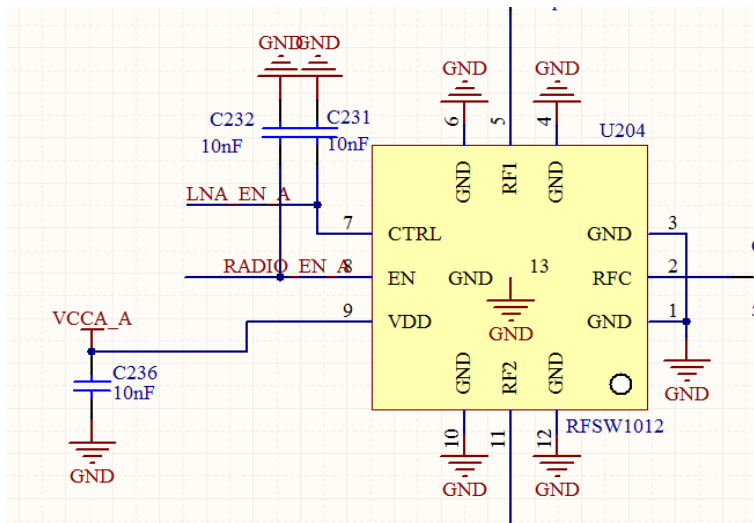 GND GND
GND
GND
C232
10nF
C231
10nF
6
5
4
U204
GND
RF1
GND
LNA_EN_A
7
CTRL
GND
3
RADIO_EN_A
8
EN
GND
13
RFC
2
VCCA_A
9
VDD
GND
GND
1
C236
10nF
GND
RF2
GND
GND
10
11
12
RFSW1012
GND
GND
GND